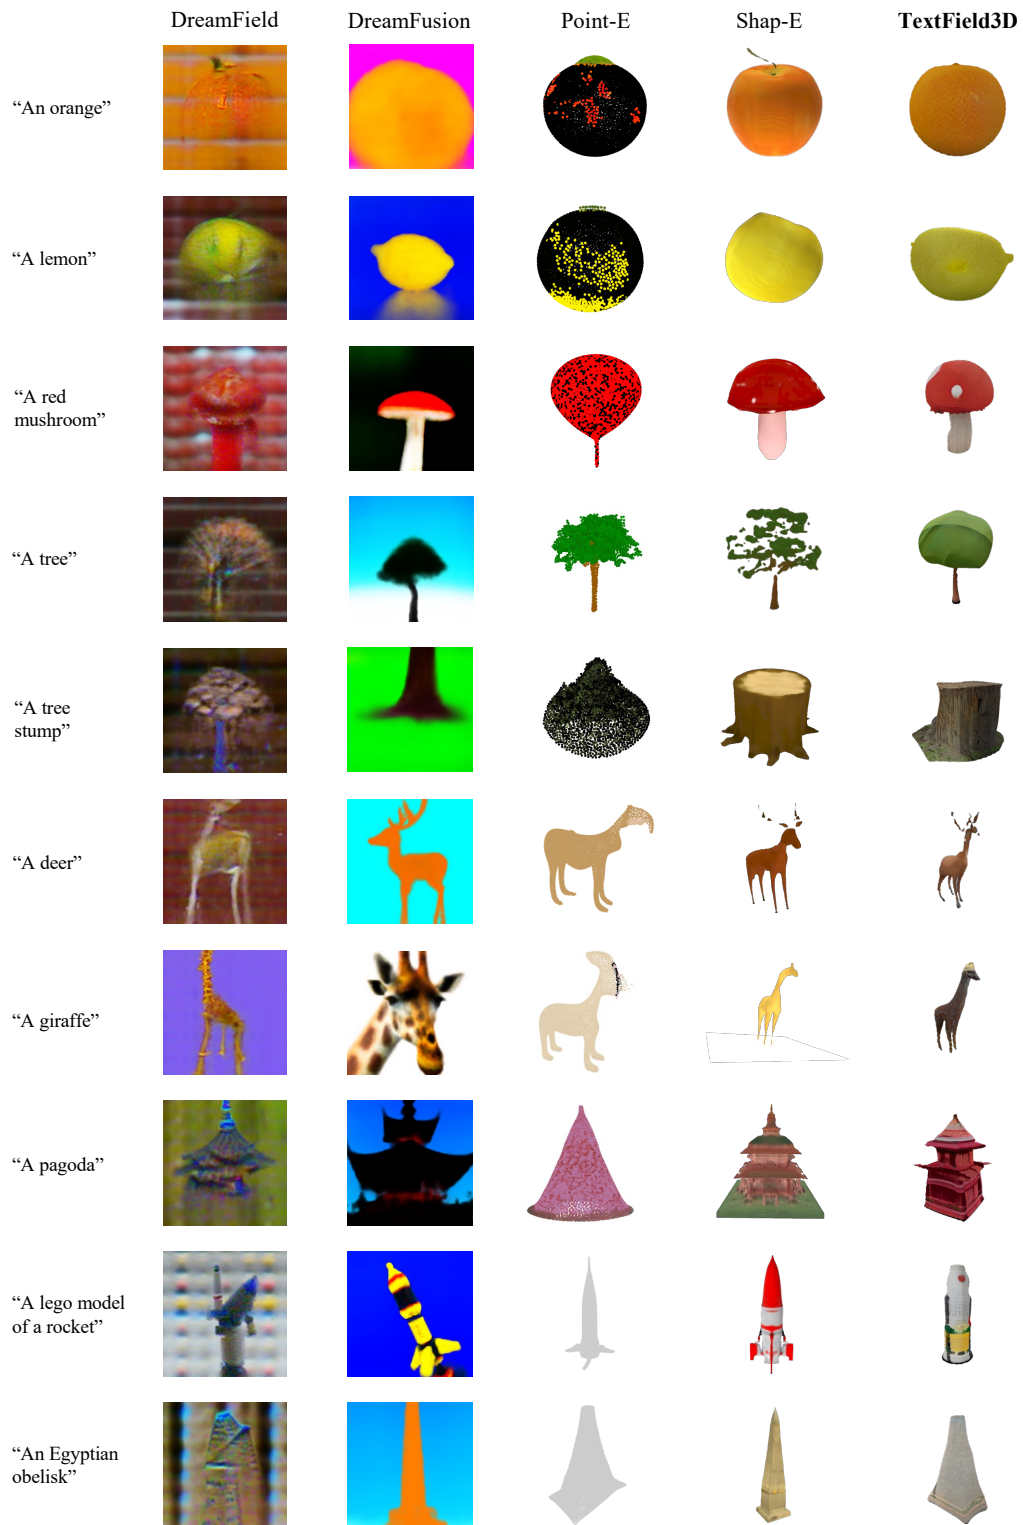 DreamField DreamFusion Point-E Shap-E TextField3D
“An orange”
“A lemon”
“A red
mushroom”
“A tree”
“A tree
stump”
“A deer”
“A giraffe”
“A pagoda”
“A lego model
of a rocket”
“An Egyptian
obelisk”